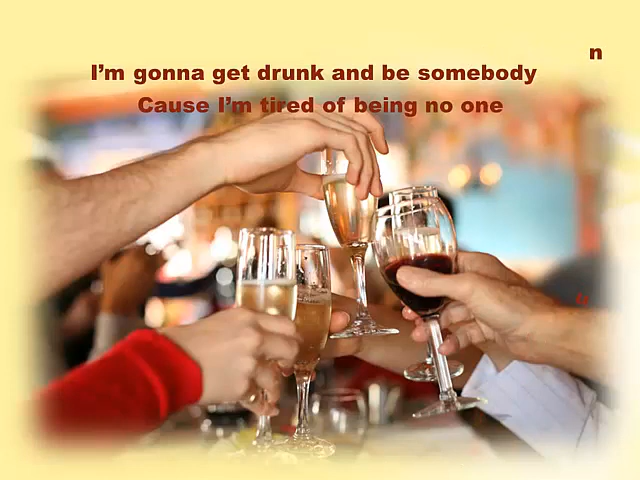 n
I'm gonna get drunk and be somebody
Cause I'm tired of being no one